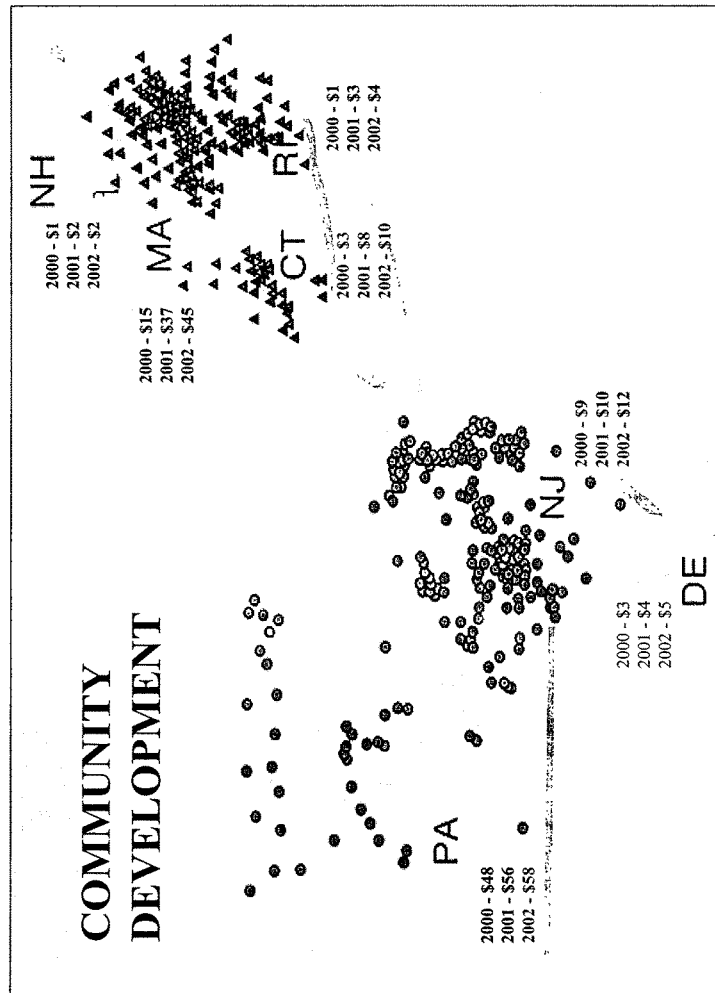 COMMUNITY
DEVELOPMENT
NH
2000 - $1
2001 - $2
2002 - $2
MA
2000 - $15
2001 - $37
2002 - $45
CT
2000 - $3
2001 - $8
2002 - $10
RI
2000 - $1
2001 - $3
2002 - $4
PA
2000 - $48
2001 - $56
2002 - $58
NJ
2000 - $9
2001 - $10
2002 - $12
DE
2000 - $3
2001 - $4
2002 - $5